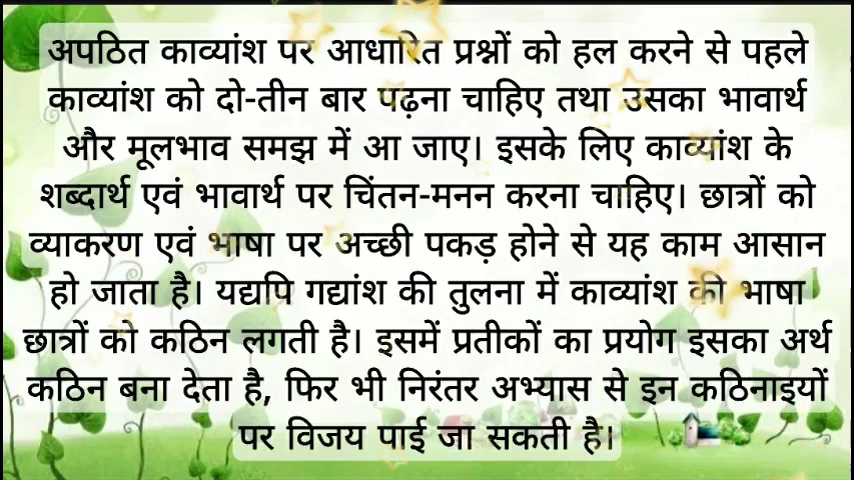 अपठित काव्यांश पर आधारित प्रश्नों को हल करने से पहले
काव्यांश को दो-तीन बार पढ़ना चाहिए तथा उसका भावार्थ
और मूलभाव समझ में आ जाए। इसके लिए काव्यांश के
शब्दार्थ एवं भावार्थ पर चिंतन-मनन करना चाहिए। छात्रों को
व्याकरण एवं भाषा पर अच्छी पकड़ होने से यह काम आसान
हो जाता है। यद्यपि गद्यांश की तुलना में काव्यांश की भाषा
छात्रों को कठिन लगती है। इसमें प्रतीकों का प्रयोग इसका अर्थ
कठिन बना देता है, फिर भी निरंतर अभ्यास से इन कठिनाइयों
पर विजय पाई जा सकती है।